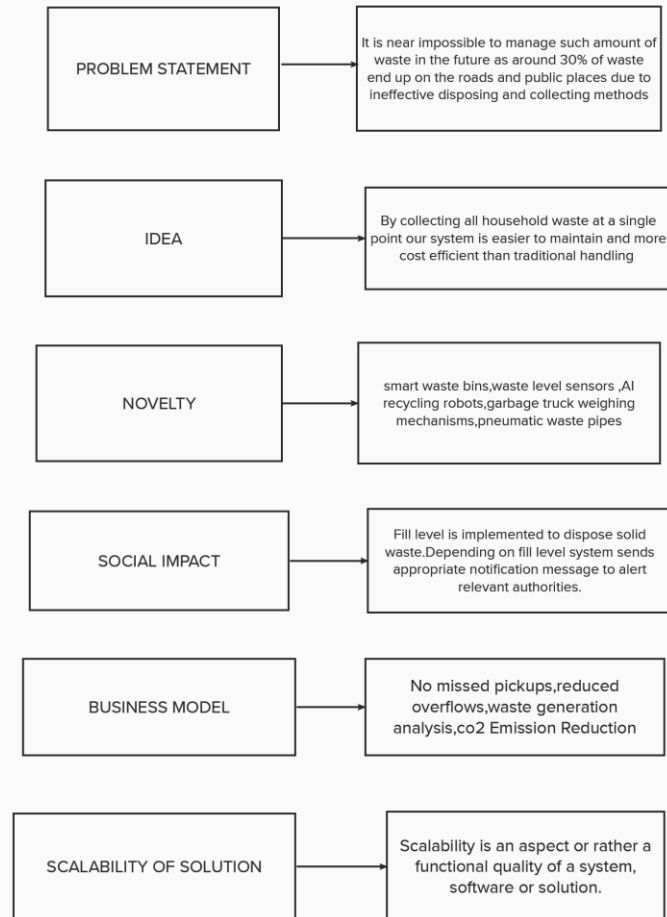 PROBLEM STATEMENT
It is near impossible to manage such amount of
waste in the future as around 30% of waste
end up on the roads and public places due to
ineffective disposing and collecting methods
IDEA
By collecting all household waste at a single
point our system is easier to maintain and more
cost efficient than traditional handling
NOVELTY
smart waste bins,waste level sensors ,AI
recycling robots,garbage truck weighing
mechanisms,pneumatic waste pipes
SOCIAL IMPACT
Fill level is implemented to dispose solid
waste.Depending on fill level system sends
appropriate notification message to alert
relevant authorities.
BUSINESS MODEL
No missed pickups,reduced
overflows,waste generation
analysis,co2 Emission Reduction
SCALABILITY OF SOLUTION
Scalability is an aspect or rather a
functional quality of a system,
software or solution.